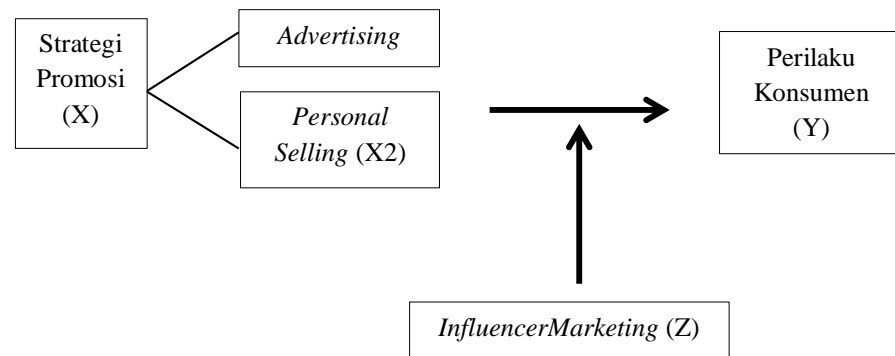 Strategi
Promosi
(X)
Advertising
Personal
Selling (X2)
Perilaku
Konsumen
(Y)
InfluencerMarketing (Z)